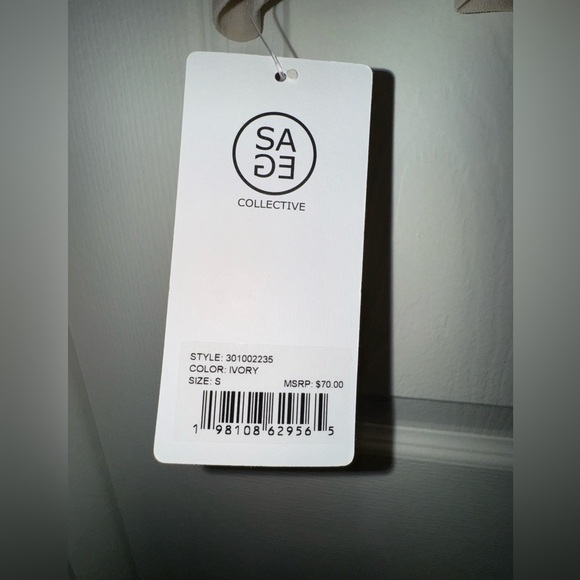 SA
GE
COLLECTIVE
STYLE: 301002235
COLOR: IVORY
SIZE: S MSRP: $70.00
1 98108 62956 5